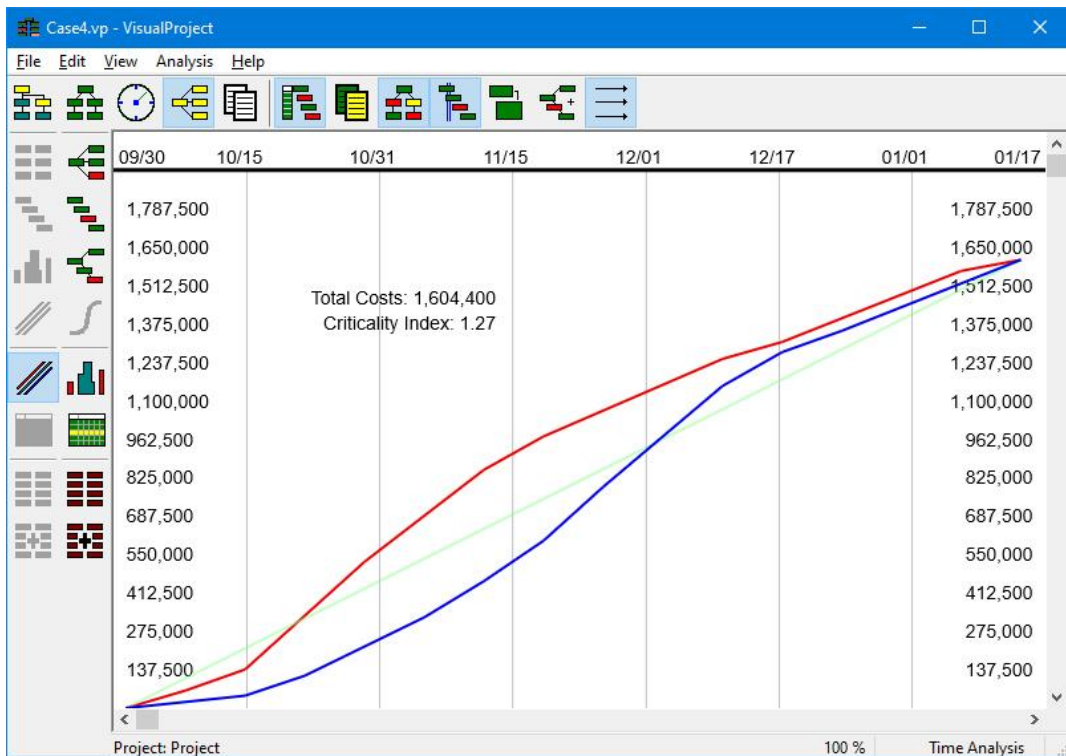 Case4.vp - VisualProject
File Edit View Analysis Help
09/30 10/15 10/31 11/15 12/01 12/17 01/01 01/17
1,787,500 1,787,500
1,650,000 1,650,000
Total Costs: 1,604,400
1,512,500 1,512,500
Criticality Index: 1.27
1,375,000 1,375,000
1,237,500 1,237,500
1,100,000 1,100,000
962,500 962,500
825,000 825,000
687,500 687,500
550,000 550,000
412,500 412,500
275,000 275,000
137,500 137,500
Project: Project 100 % Time Analysis